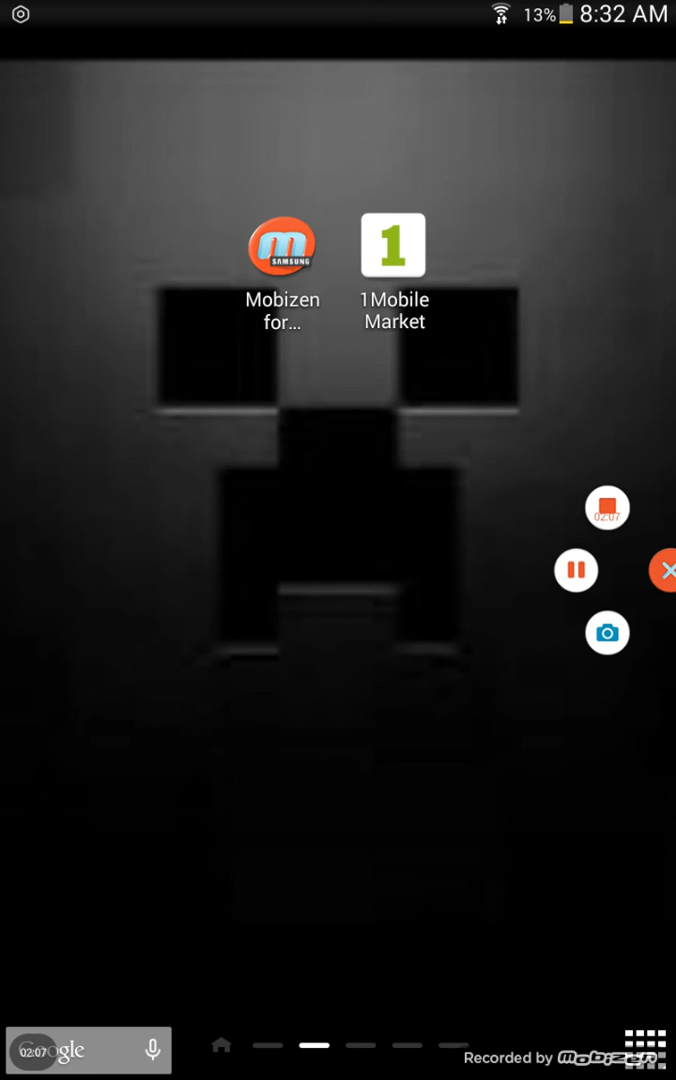 13% 8:32 AM
m
SAMSUNG
1
Mobizen
for...
1Mobile
Market
02:07
02:07 Google
Recorded by mobizen